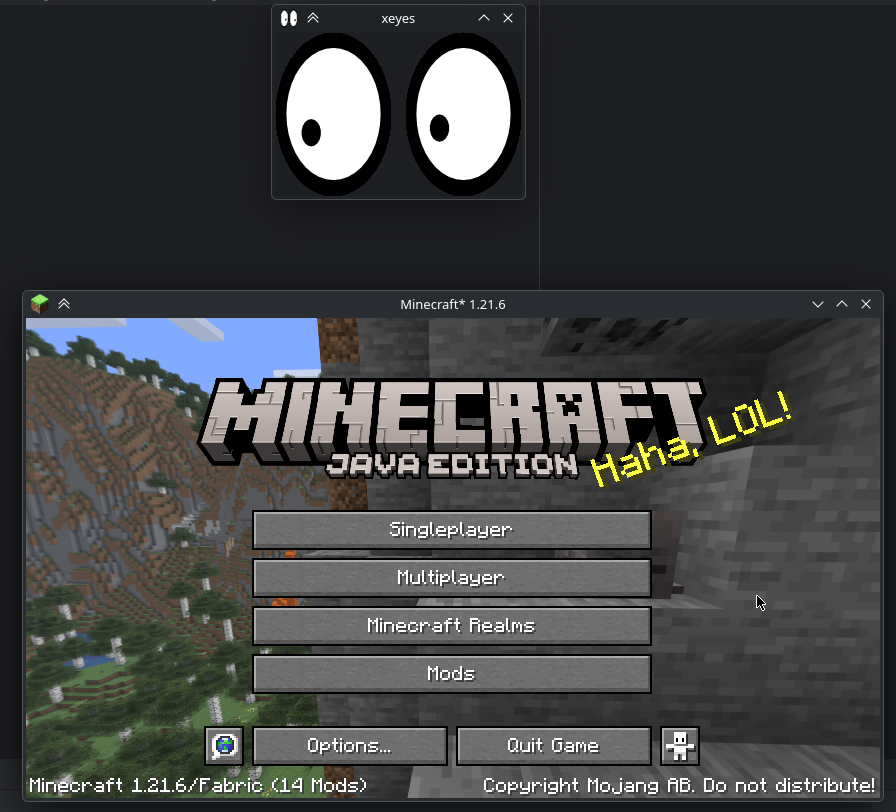 xeyes
Minecraft* 1.21.6
MINECRAFT
JAVA EDITION
Haha, LOL!
Singleplayer
Multiplayer
Minecraft Realms
Mods
Options...
Quit Game
Minecraft 1.21.6/Fabric (14 Mods)
Copyright Mojang AB. Do not distribute!